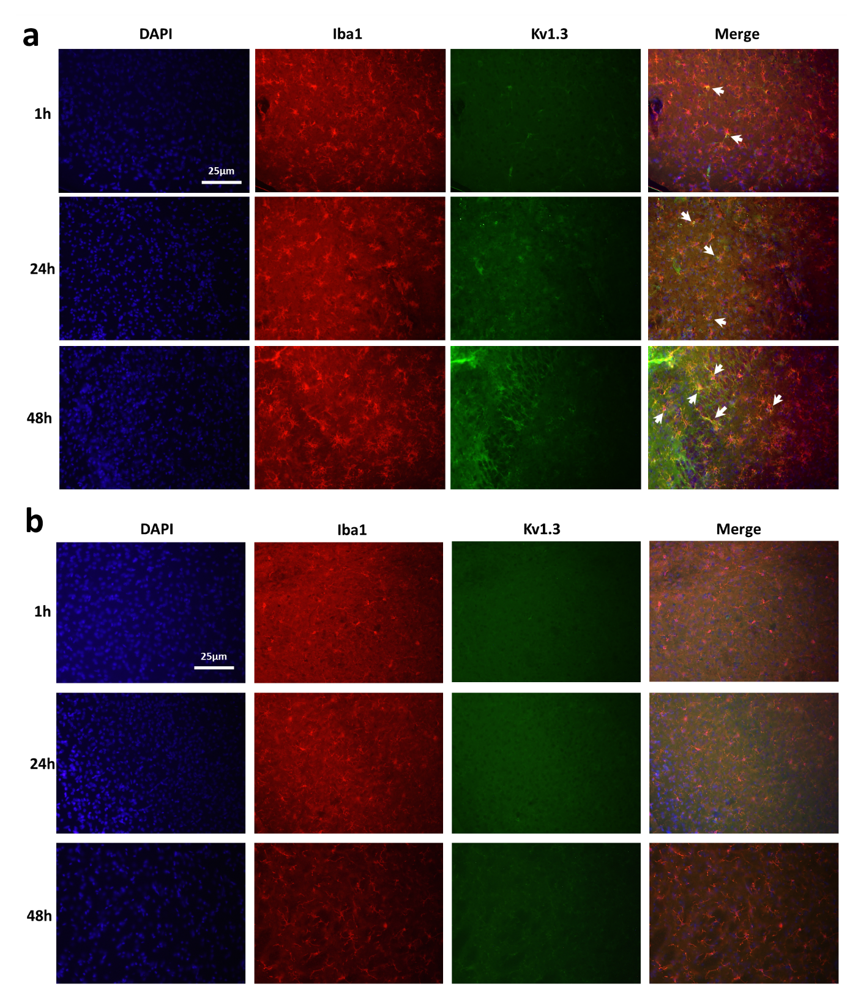 a
DAPI Iba1 Kv1.3 Merge
1h
25μm
24h
48h
b
DAPI Iba1 Kv1.3 Merge
1h
25μm
24h
48h